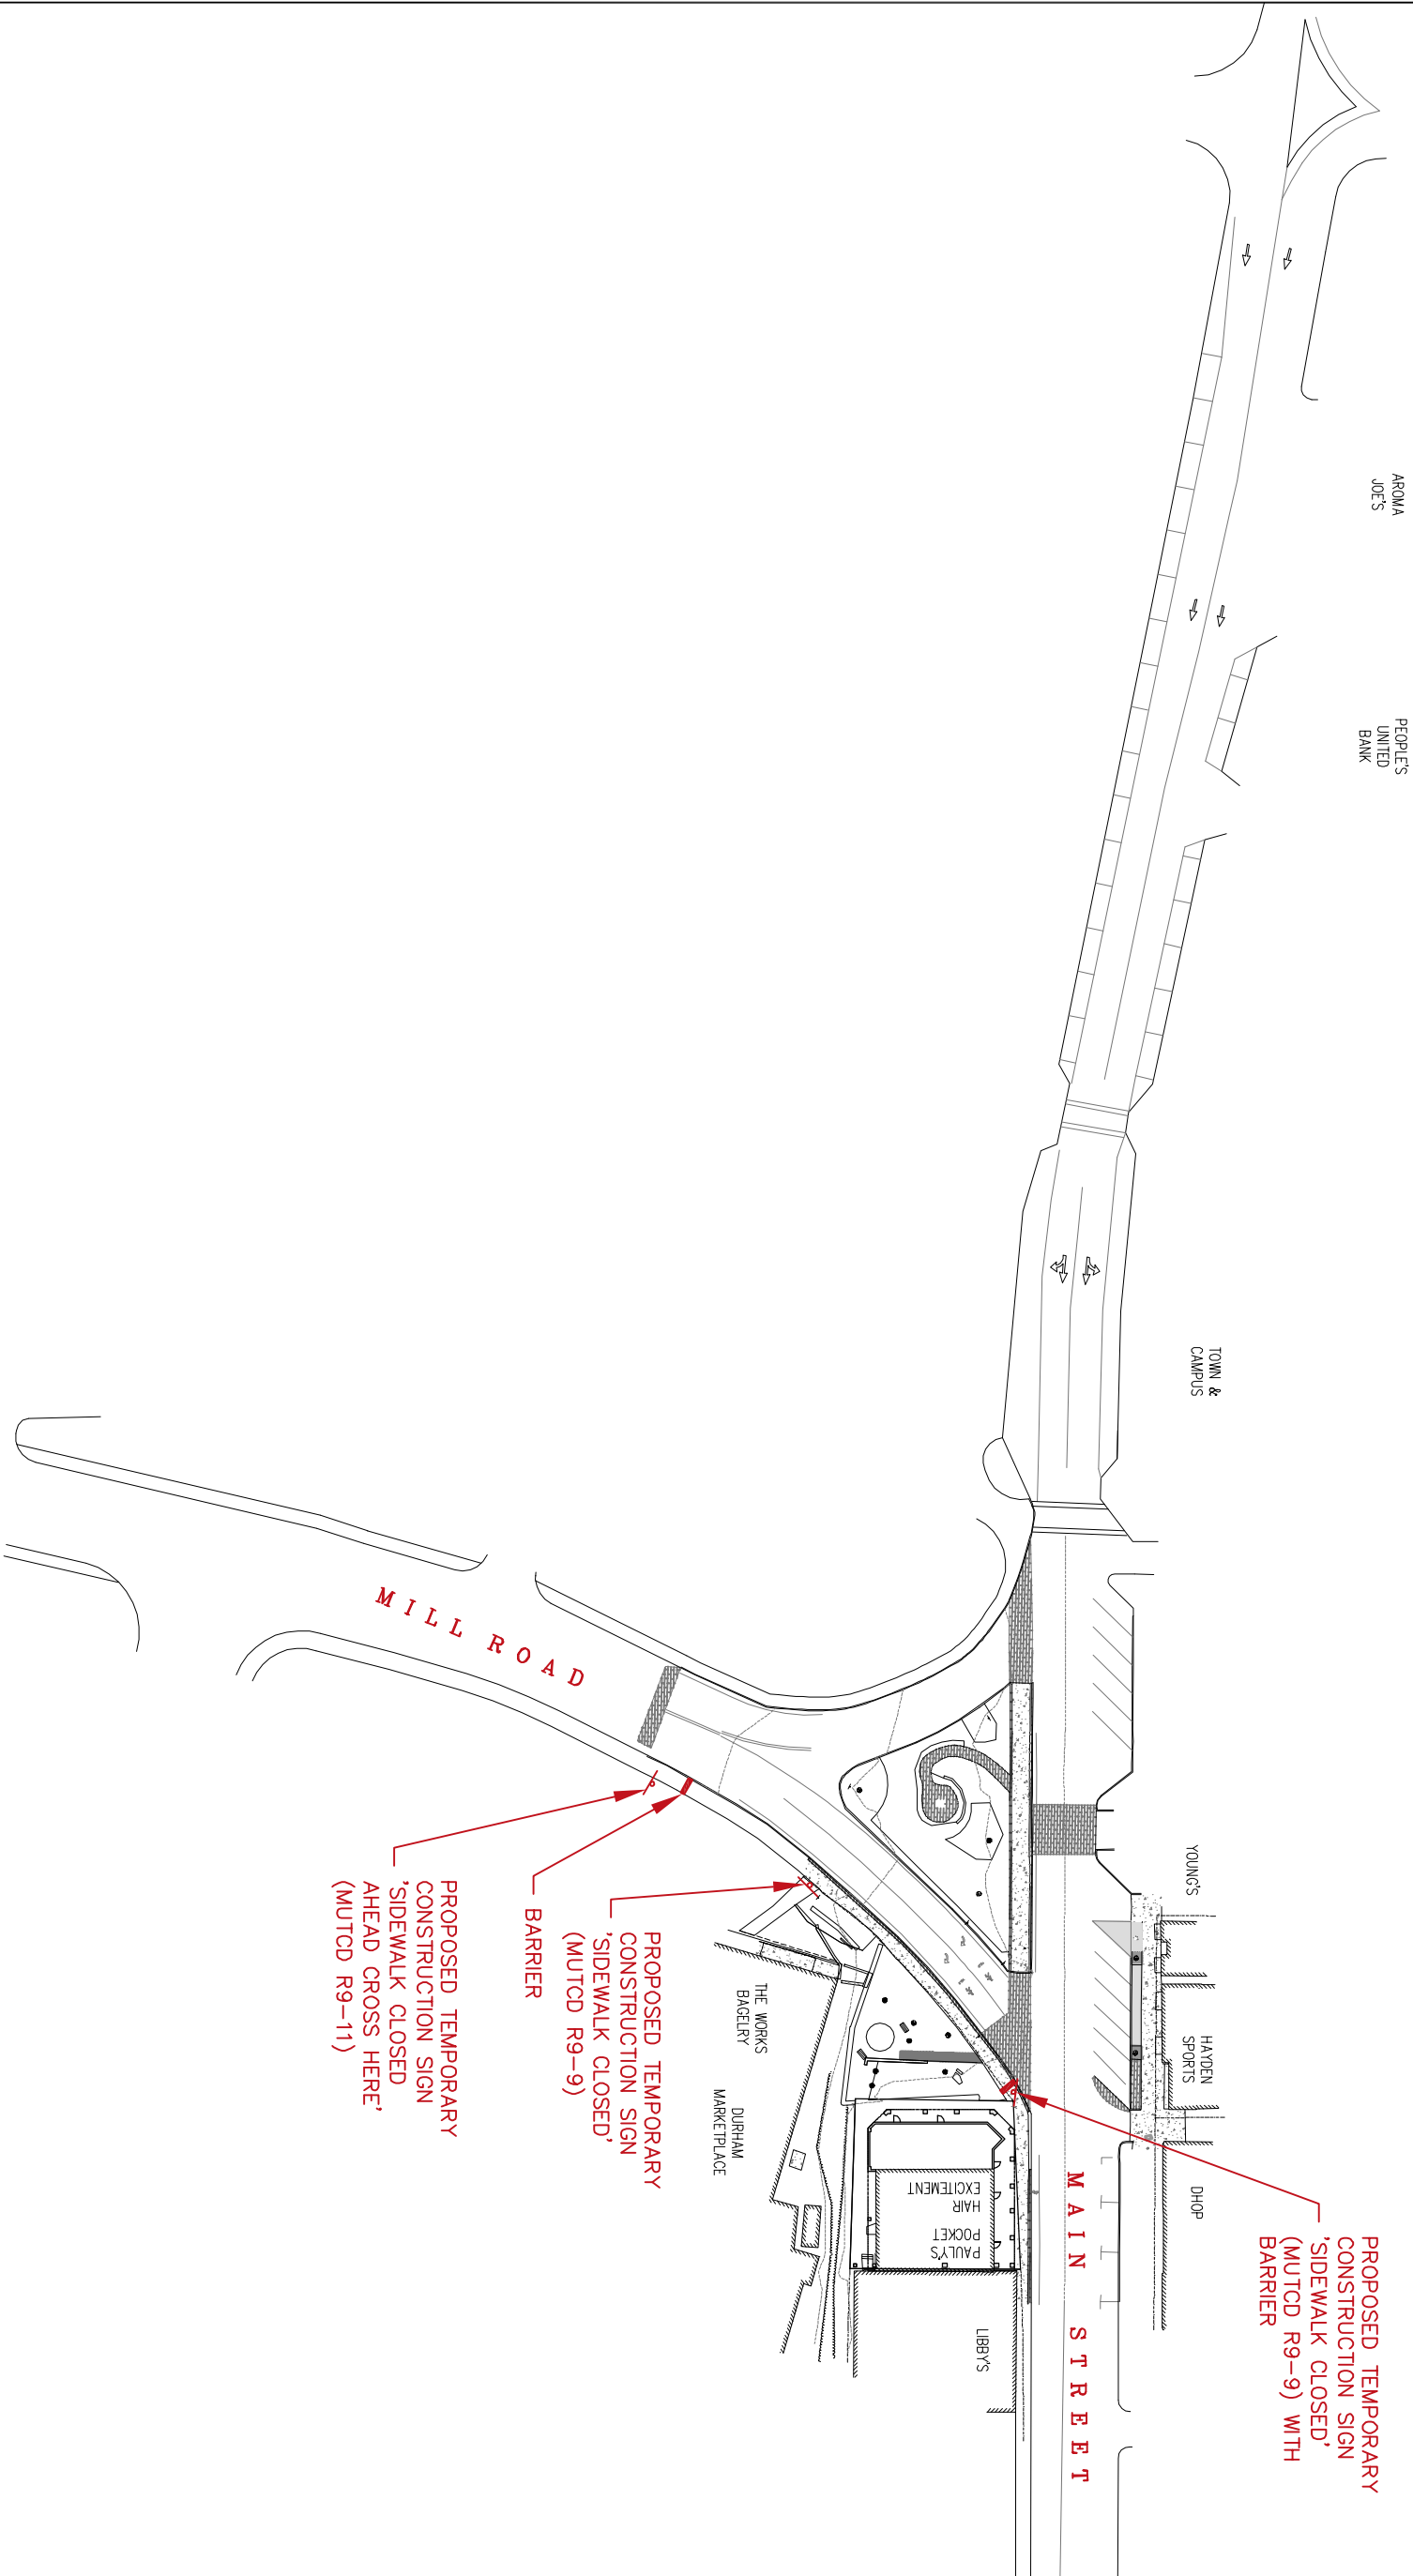 AROMA
JOE'S
PEOPLE'S
UNITED
BANK
TOWN &
CAMPUS
YOUNG'S
HAYDEN
SPORTS
DHOP
PROPOSED TEMPORARY
CONSTRUCTION SIGN
'SIDEWALK CLOSED'
(MUTCD R9-9) WITH
BARRIER
MAIN STREET
LIBBY'S
PAULY'S
POCKET
HAIR
EXCITEMENT
THE WORKS
BAGELRY
DURHAM
MARKETPLACE
PROPOSED TEMPORARY
CONSTRUCTION SIGN
'SIDEWALK CLOSED'
(MUTCD R9-9)
BARRIER
PROPOSED TEMPORARY
CONSTRUCTION SIGN
'SIDEWALK CLOSED
AHEAD CROSS HERE'
(MUTCD R9-11)
MILL ROAD